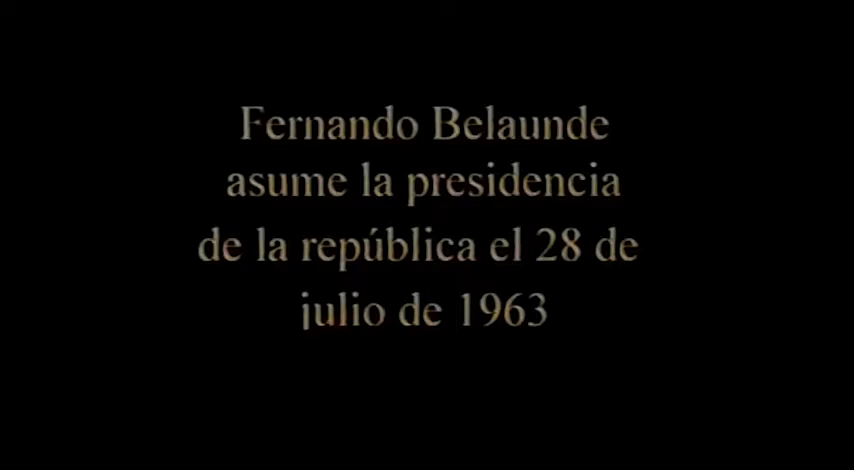 Fernando Belaunde
asume la presidencia
de la república el 28 de
julio de 1963